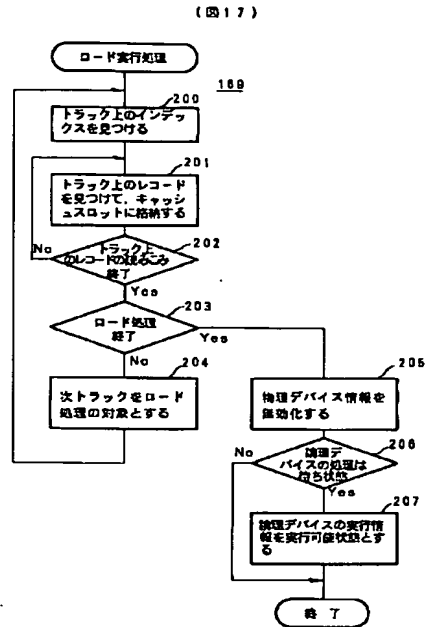 (図17)
ロード実行処理
169
200
トラック上のインデッ
クスを見つける
201
トラック上のレコード
を見つけて、キャッシ
ュスロットに格納する
202
トラック上
のレコードの読みこみ
終了
No
Yes
203
ロード処理
終了
Yes
No
204
次トラックをロード
処理の対象とする
205
物理デバイス情報を
無効化する
206
論理デ
バイスの処理は
待ち状態
No
Yes
207
論理デバイスの実行情
報を実行可能状態とす
る
終了